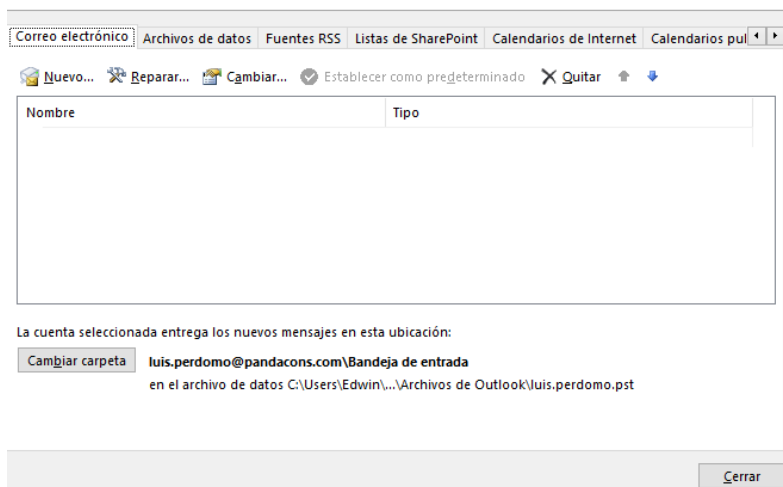 Correo electrónico Archivos de datos Fuentes RSS Listas de SharePoint Calendarios de Internet Calendarios pul
Nuevo... Reparar... Cambiar... Establecer como predeterminado Quitar
Nombre Tipo
La cuenta seleccionada entrega los nuevos mensajes en esta ubicación:
Cambiar carpeta luis.perdomo@pandacons.com\Bandeja de entrada
en el archivo de datos C:\Users\Edwin\...\Archivos de Outlook\luis.perdomo.pst
Cerrar